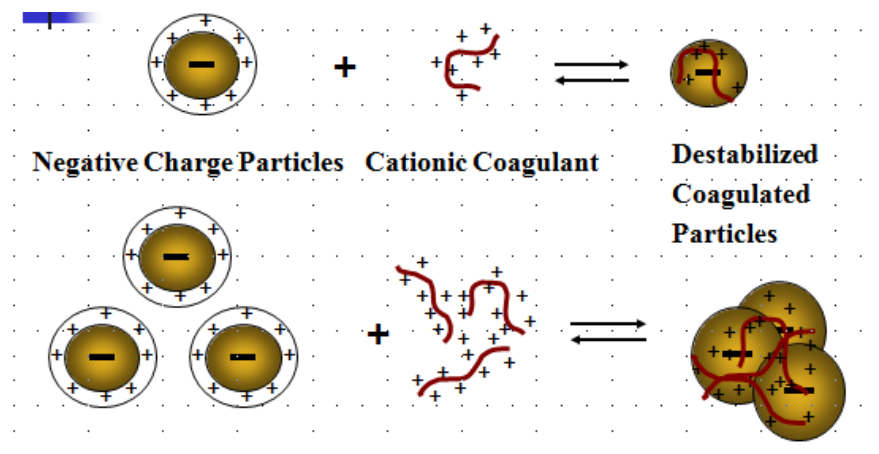 Negative Charge Particles
Cationic Coagulant
Destabilized
Coagulated
Particles